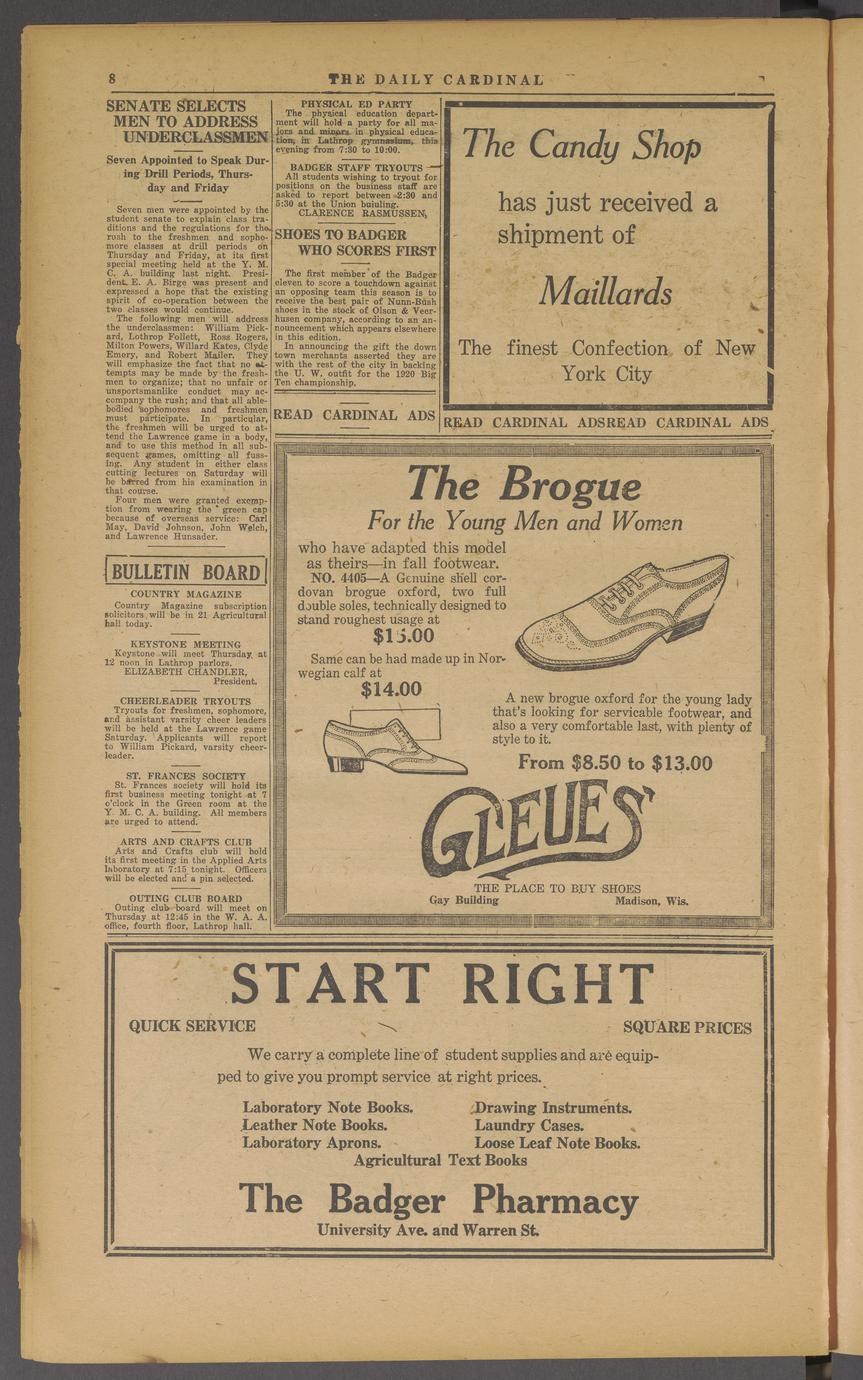 8
THE DAILY CARDINAL
SENATE SELECTS
MEN TO ADDRESS
UNDERCLASSMEN
Seven Appointed to Speak Dur-
ing Drill Periods, Thurs-
day and Friday
Seven men were appointed by the
student senate to explain class tra-
ditions and the regulations for the
rush to the freshmen and sopho-
more classes at drill periods on
Thursday and Friday, at its first
special meeting held at the Y. M.
C. A. building last night. Presi-
dent E. A. Birge was present and
expressed a hope that the existing
spirit of co-operation between the
two classes would continue.
The following men will address
the underclassmen: William Pick-
ard, Lothrop Follett, Ross Rogers,
Milton Powers, Willard Kates, Clyde
Emery, and Robert Mailer. They
will emphasize the fact that no at-
tempts may be made by the fresh-
men to organize; that no unfair or
unsportsmanlike conduct may ac-
company the rush; and that all able-
bodied sophomores and freshmen
must participate. In particular,
the freshmen will be urged to at-
tend the Lawrence game in a body,
and to use this method in all sub-
sequent games, omitting all fuss-
ing. Any student in either class
cutting lectures on Saturday will
be barred from his examination in
that course.
Four men were granted exemp-
tion from wearing the green cap
because of overseas service: Carl
May, David Johnson, John Welch,
and Lawrence Hunsader.
BULLETIN BOARD
COUNTRY MAGAZINE
Country Magazine subscription
solicitors will be in 21 Agricultural
hall today.
KEYSTONE MEETING
Keystone will meet Thursday at
12 noon in Lathrop parlors.
ELIZABETH CHANDLER,
President.
CHEERLEADER TRYOUTS
Tryouts for freshmen, sophomore,
and assistant varsity cheer leaders
will be held at the Lawrence game
Saturday. Applicants will report
to William Pickard, varsity cheer-
leader.
ST. FRANCES SOCIETY
St. Frances society will hold its
first business meeting tonight at 7
o'clock in the Green room at the
Y. M. C. A. building. All members
are urged to attend.
ARTS AND CRAFTS CLUB
Arts and Crafts club will hold
its first meeting in the Applied Arts
laboratory at 7:15 tonight. Officers
will be elected and a pin selected.
OUTING CLUB BOARD
Outing club board will meet on
Thursday at 12:45 in the W. A. A.
office, fourth floor, Lathrop hall.
PHYSICAL ED PARTY
The physical education depart-
ment will hold a party for all ma-
jors and minors in physical educa-
tion, in Lathrop gymnasium, this
evening from 7:30 to 10:00.
BADGER STAFF TRYOUTS
All students wishing to tryout for
positions on the business staff are
asked to report between 2:30 and
5:30 at the Union buiuling.
CLARENCE RASMUSSEN,
SHOES TO BADGER
WHO SCORES FIRST
The first member of the Badger
eleven to score a touchdown against
an opposing team this season is to
receive the best pair of Nunn-Bush
shoes in the stock of Olson & Veer-
husen company, according to an an-
nouncement which appears elsewhere
in this edition.
In announcing the gift the down
town merchants asserted they are
with the rest of the city in backing
the U. W. outfit for the 1920 Big
Ten championship.
READ CARDINAL ADS
The Candy Shop
has just received a
shipment of
Maillards
The finest Confection of New
York City
READ CARDINAL ADSREAD CARDINAL ADS
The Brogue
For the Young Men and Women
who have adapted this model
as theirs—in fall footwear.
NO. 4405—A Genuine shell cor-
dovan brogue oxford, two full
double soles, technically designed to
stand roughest usage at
$15.00
Same can be had made up in Nor-
wegian calf at
$14.00
A new brogue oxford for the young lady
that's looking for servicable footwear, and
also a very comfortable last, with plenty of
style to it.
From $8.50 to $13.00
GLEUES'
THE PLACE TO BUY SHOES
Gay Building Madison, Wis.
START RIGHT
QUICK SERVICE SQUARE PRICES
We carry a complete line of student supplies and are equip-
ped to give you prompt service at right prices.
Laboratory Note Books. Drawing Instruments.
Leather Note Books. Laundry Cases.
Laboratory Aprons. Loose Leaf Note Books.
Agricultural Text Books
The Badger Pharmacy
University Ave. and Warren St.